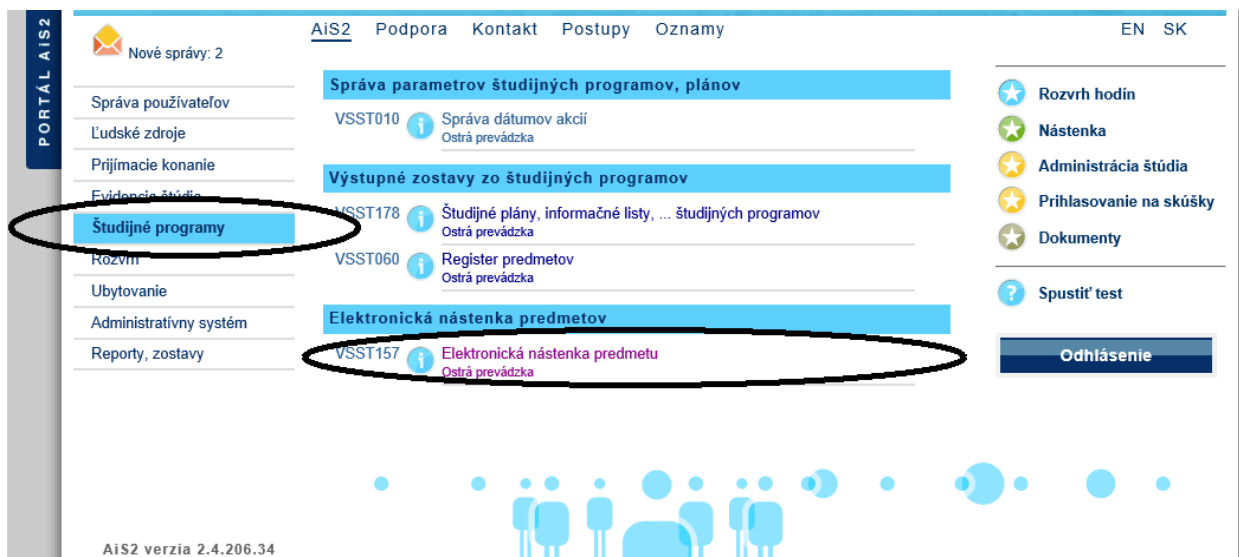 PORTÁL AiS2
Nové správy: 2
AiS2 Podpora Kontakt Postupy Oznamy
EN SK
Správa používateľov
Ľudské zdroje
Prijímacie konanie
Evidencia štúdia
Študijné programy
Rozvrh
Ubytovanie
Administratívny systém
Reporty, zostavy
Správa parametrov študijných programov, plánov
VSST010 Správa dátumov akcií
Ostrá prevádzka
Výstupné zostavy zo študijných programov
VSST178 Študijné plány, informačné listy, ... študijných programov
Ostrá prevádzka
VSST060 Register predmetov
Ostrá prevádzka
Elektronická nástenka predmetov
VSST157 Elektronická nástenka predmetu
Ostrá prevádzka
Rozvrh hodín
Nástenka
Administrácia štúdia
Prihlasovanie na skúšky
Dokumenty
Spustiť test
Odhlásenie
AiS2 verzia 2.4.206.34